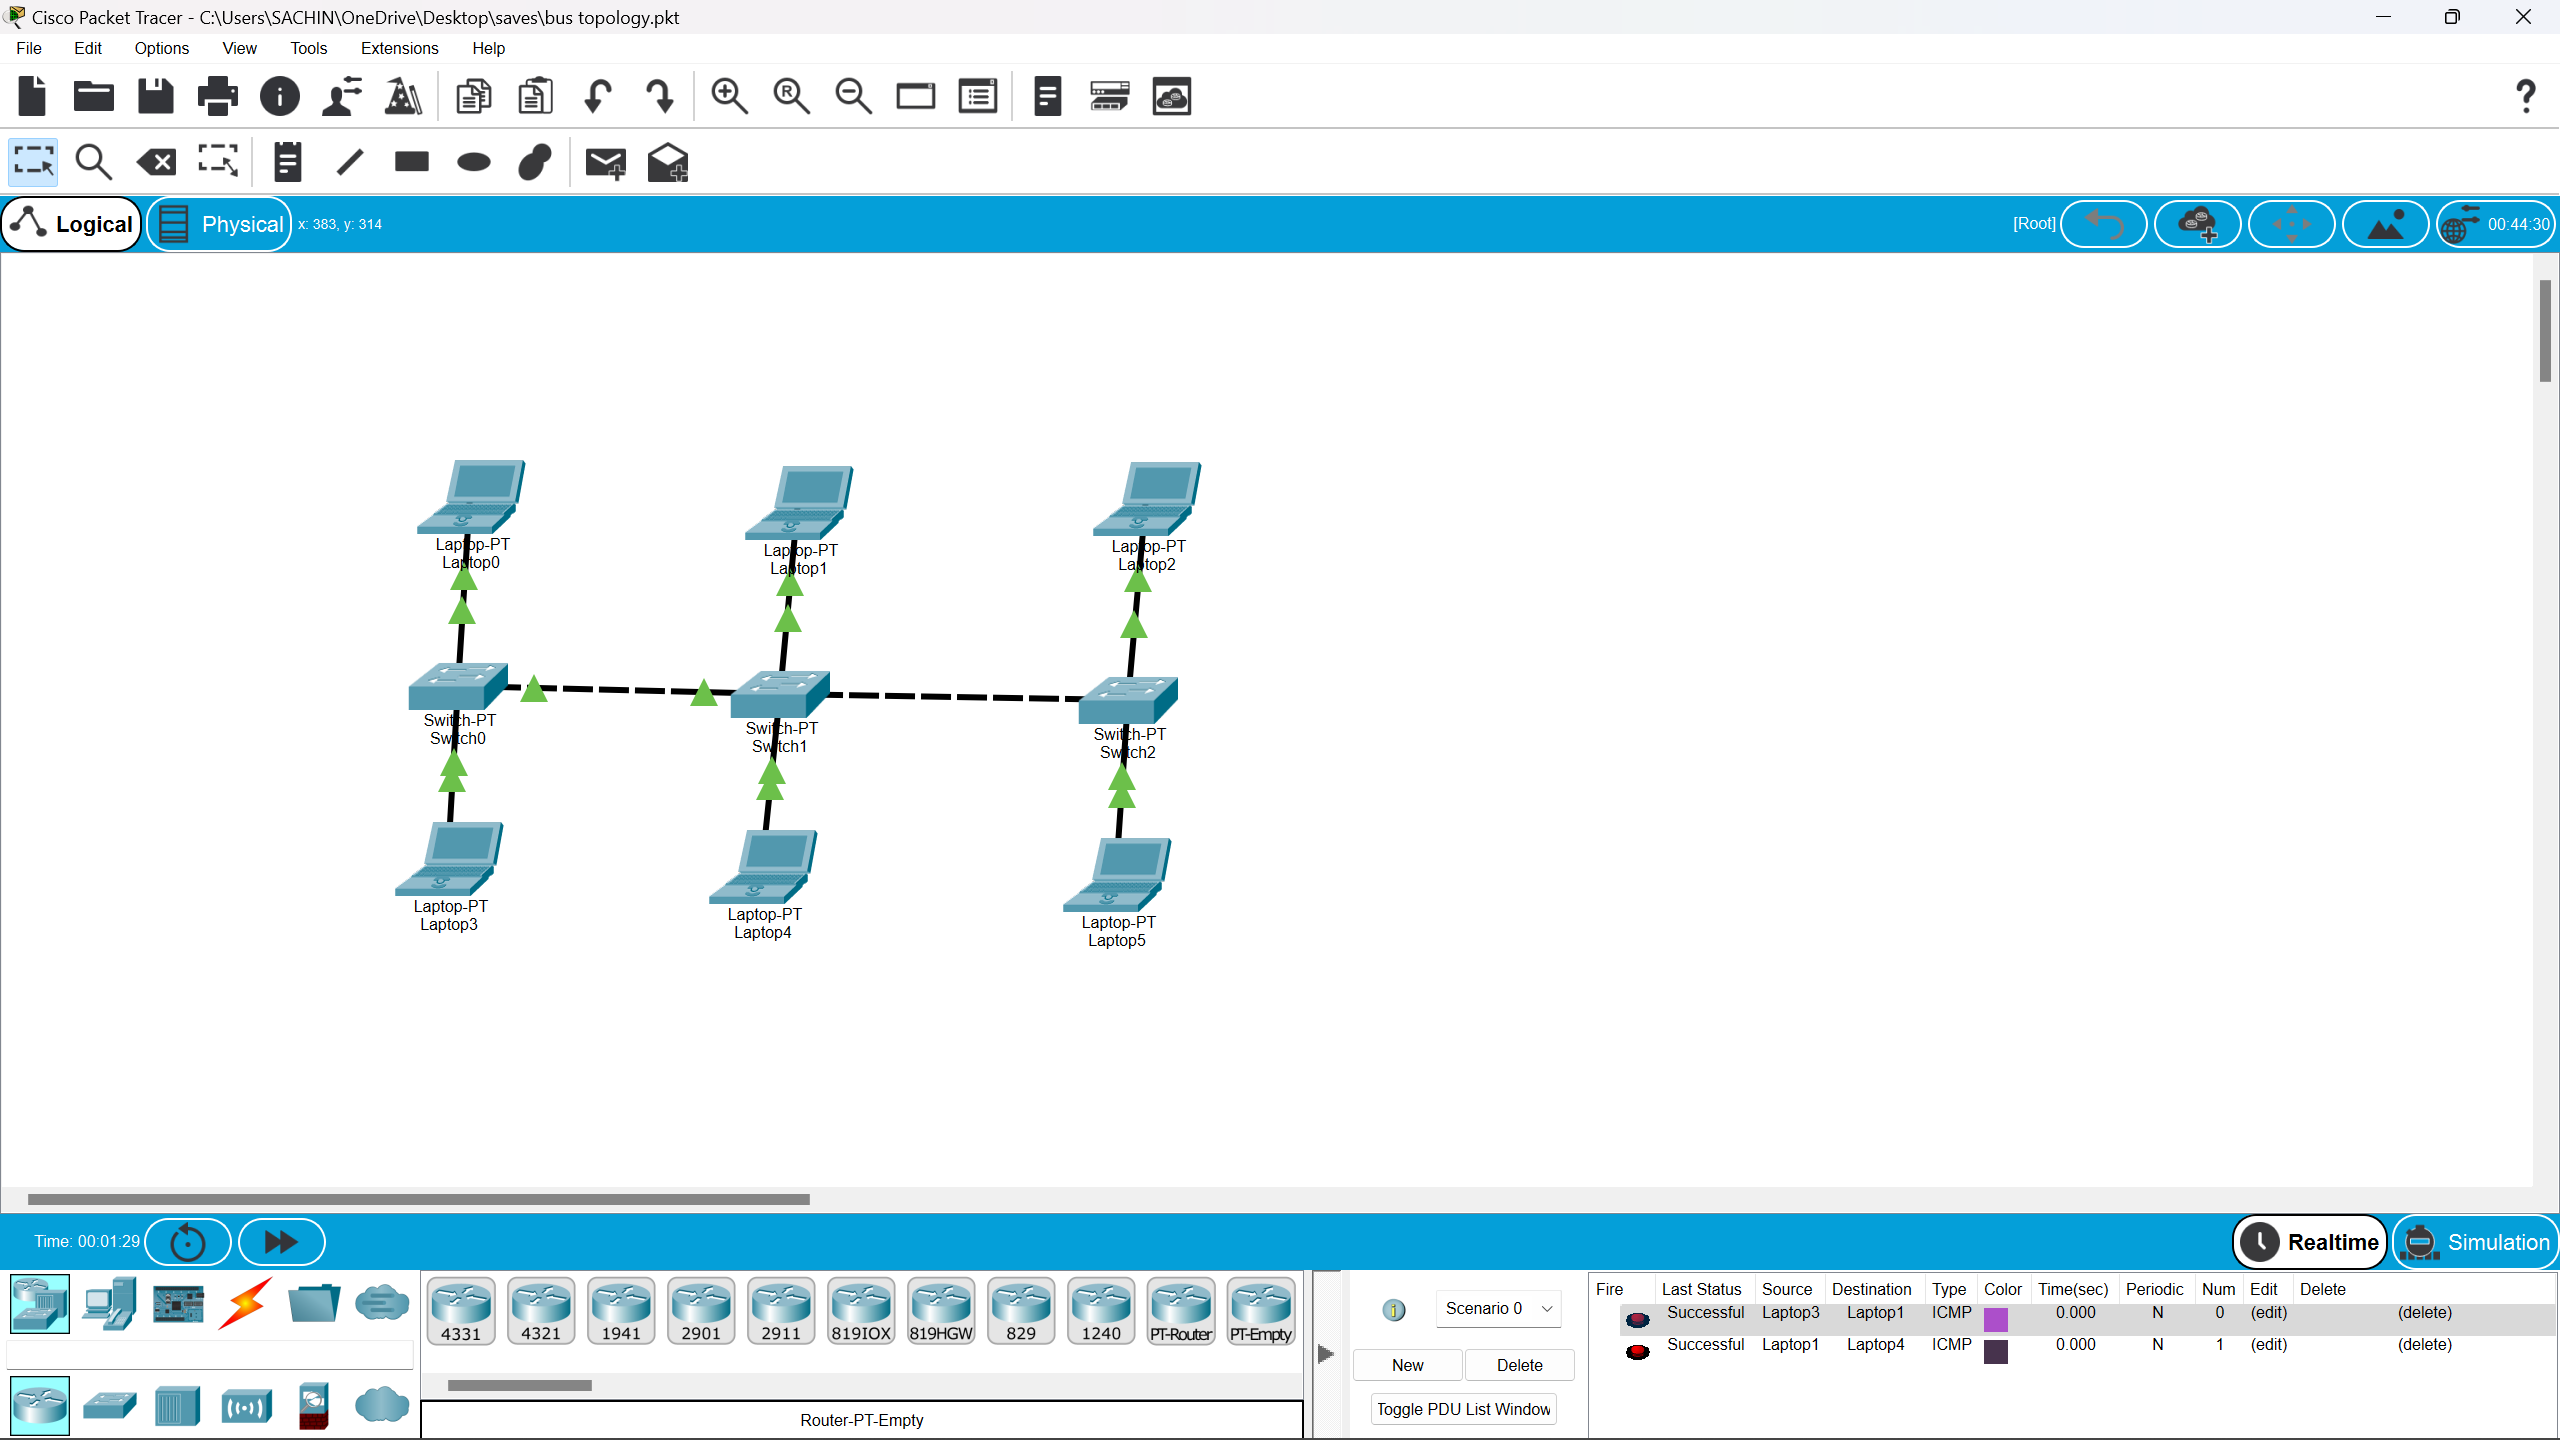 Cisco Packet Tracer - C:\Users\SACHIN\OneDrive\Desktop\saves\bus topology.pkt
File Edit Options View Tools Extensions Help
Logical Physical x: 383, y: 314 [Root] 00:44:30
Laptop-PT
Laptop0
Laptop-PT
Laptop1
Laptop-PT
Laptop2
Switch-PT
Switch0
Switch-PT
Switch1
Switch-PT
Switch2
Laptop-PT
Laptop3
Laptop-PT
Laptop4
Laptop-PT
Laptop5
Time: 00:01:29 Realtime Simulation
4331 4321 1941 2901 2911 819IOX 819HGW 829 1240 PT-Router PT-Empty
Router-PT-Empty
Scenario 0
New Delete
Toggle PDU List Window
Fire Last Status Source Destination Type Color Time(sec) Periodic Num Edit Delete
Successful Laptop3 Laptop1 ICMP 0.000 N 0 (edit) (delete)
Successful Laptop1 Laptop4 ICMP 0.000 N 1 (edit) (delete)